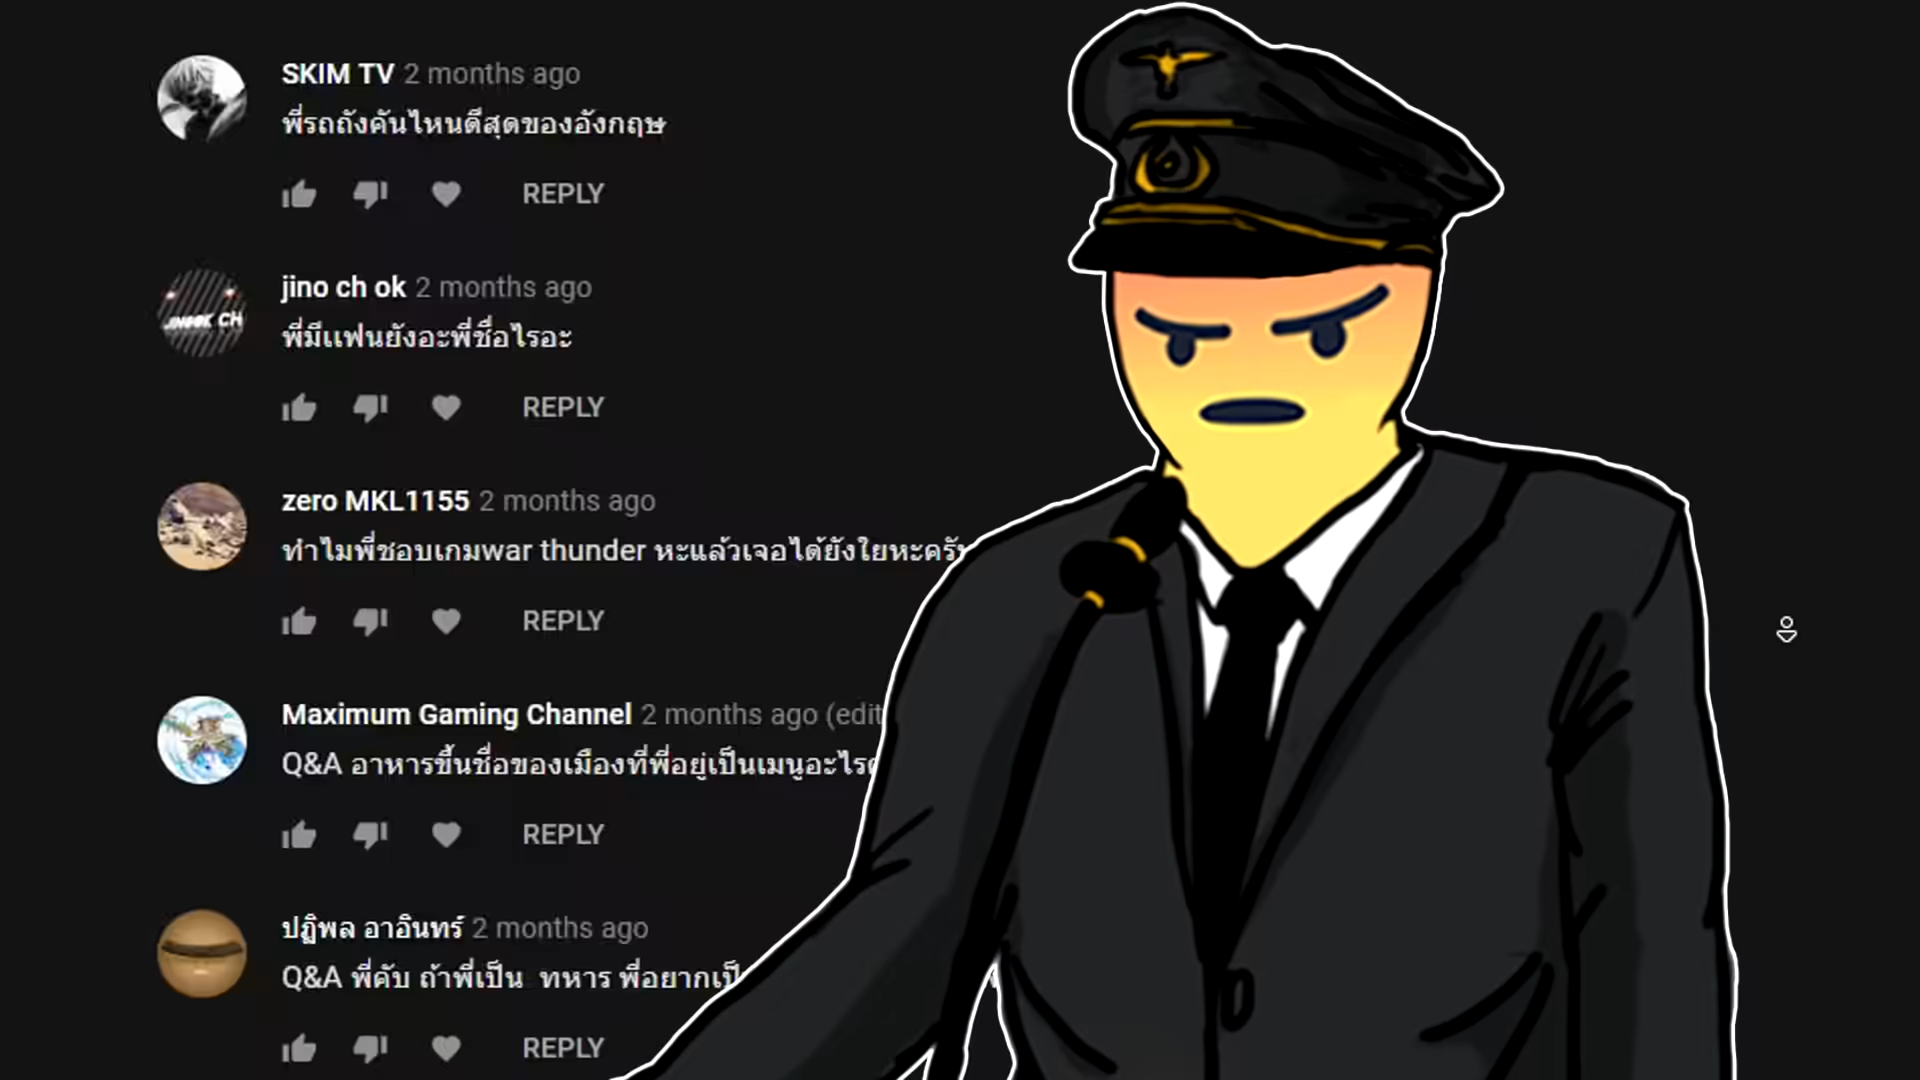 SKIM TV 2 months ago
พี่รถถังคันไหนดีสุดของอังกฤษ
REPLY
jino ch ok 2 months ago
พี่มีแฟนยังอะพี่ชื่อไรอะ
REPLY
zero MKL1155 2 months ago
ทำไมพี่ชอบเกมwar thunder หะแล้วเจอได้ยังใยหะครับ
REPLY
Maximum Gaming Channel 2 months ago (edit
Q&A อาหารขึ้นชื่อของเมืองที่พี่อยู่เป็นเมนูอะไร
REPLY
ปฏิพล อาอินทร์ 2 months ago
Q&A พี่คับ ถ้าพี่เป็น ทหาร พี่อยากเป็
REPLY